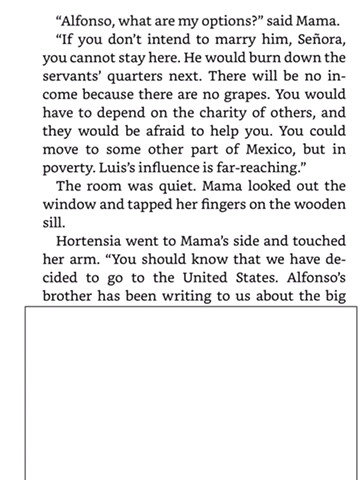 “Alfonso, what are my options?” said Mama.
“If you don’t intend to marry him, Señora,
you cannot stay here. He would burn down the
servants’ quarters next. There will be no in-
come because there are no grapes. You would
have to depend on the charity of others, and
they would be afraid to help you. You could
move to some other part of Mexico, but in
poverty. Luis’s influence is far-reaching.”
The room was quiet. Mama looked out the
window and tapped her fingers on the wooden
sill.
Hortensia went to Mama’s side and touched
her arm. “You should know that we have de-
cided to go to the United States. Alfonso’s
brother has been writing to us about the big